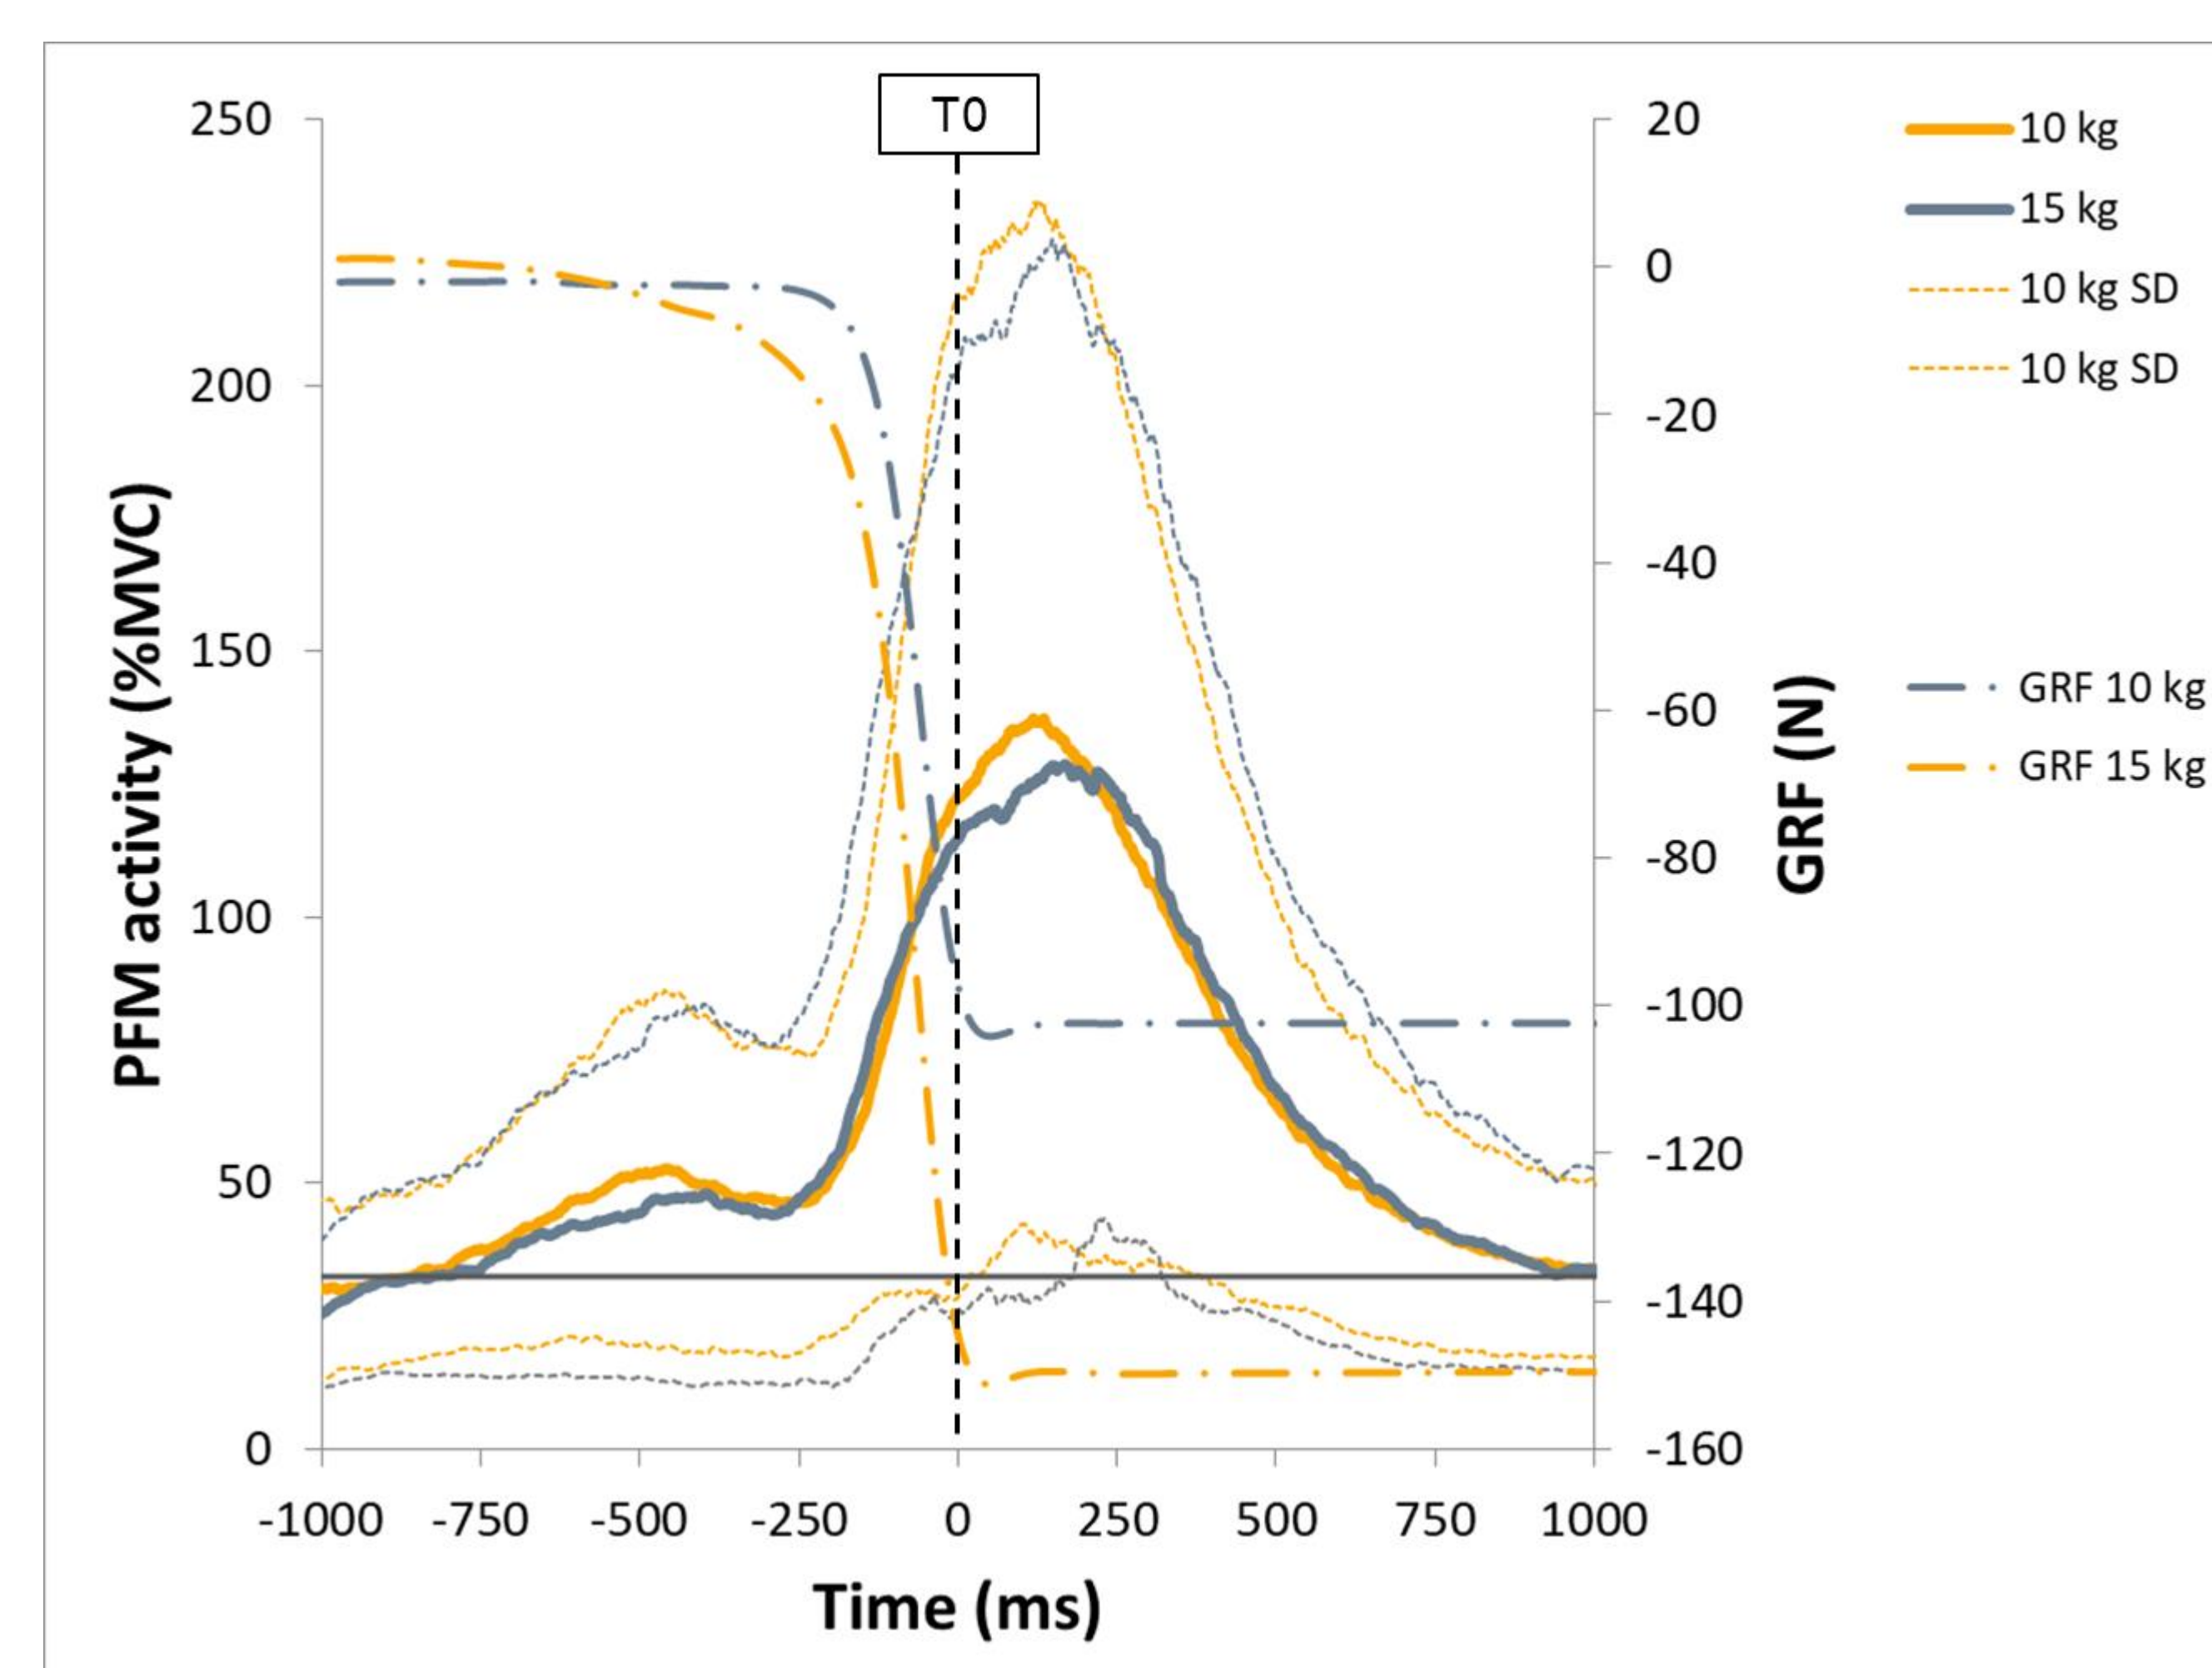 T0
250
200
150
100
50
0
PFM activity (%MVC)
20
0
-20
-40
-60
-80
-100
-120
-140
-160
GRF (N)
-1000 -750 -500 -250 0 250 500 750 1000
Time (ms)
10 kg
15 kg
10 kg SD
10 kg SD
GRF 10 kg
GRF 15 kg